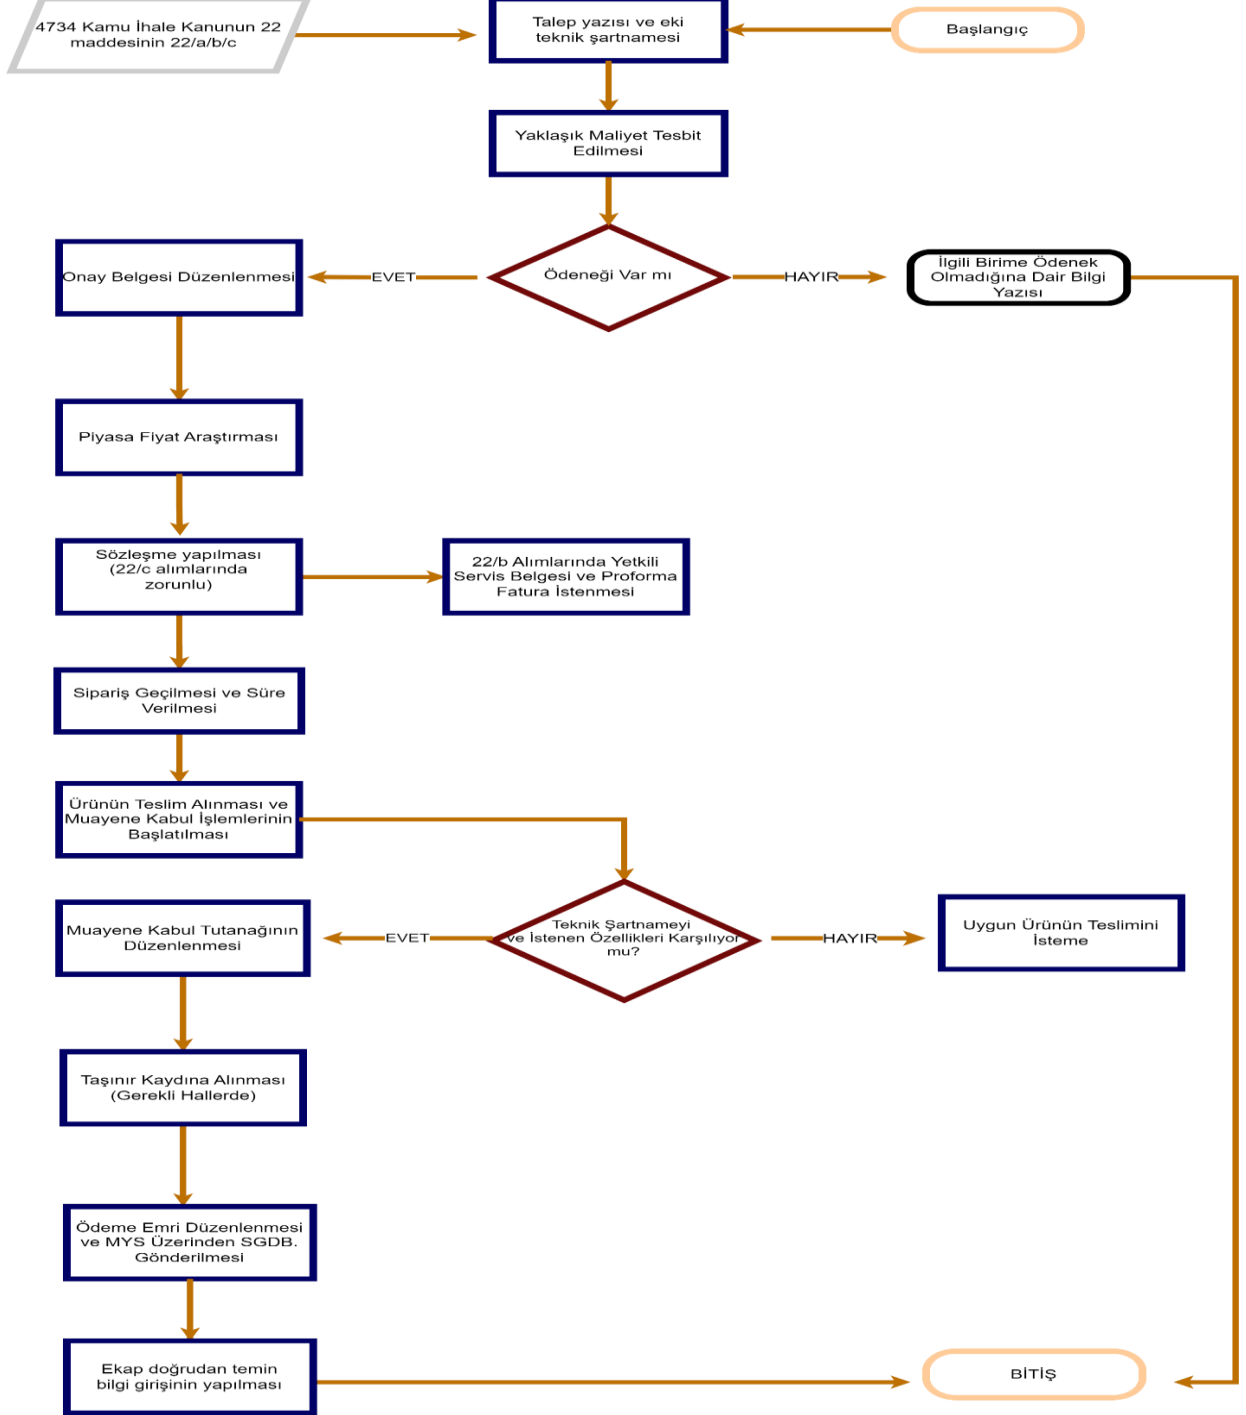 4734 Kamu İhale Kanunun 22
maddesinin 22/a/b/c
Talep yazısı ve eki
teknik şartnamesi
Başlangıç
Yaklaşık Maliyet Tesbit
Edilmesi
Onay Belgesi Düzenlenmesi
EVET
Ödeneği Var mı
HAYIR
İlgili Birime Ödenek
Olmadığına Dair Bilgi
Yazısı
Piyasa Fiyat Araştırması
Sözleşme yapılması
(22/c alımlarında
zorunlu)
22/b Alımlarında Yetkili
Servis Belgesi ve Proforma
Fatura İstenmesi
Sipariş Geçilmesi ve Süre
Verilmesi
Ürünün Teslim Alınması ve
Muayene Kabul İşlemlerinin
Başlatılması
Muayene Kabul Tutanağının
Düzenlenmesi
EVET
Teknik Şartnameyi
ve İstenen Özellikleri Karşılıyor
mu?
HAYIR
Uygun Ürünün Teslimini
İsteme
Taşınır Kaydına Alınması
(Gerekli Hallerde)
Ödeme Emri Düzenlenmesi
ve MYS Üzerinden SGDB.
Gönderilmesi
Ekap doğrudan temin
bilgi girişinin yapılması
BİTİŞ